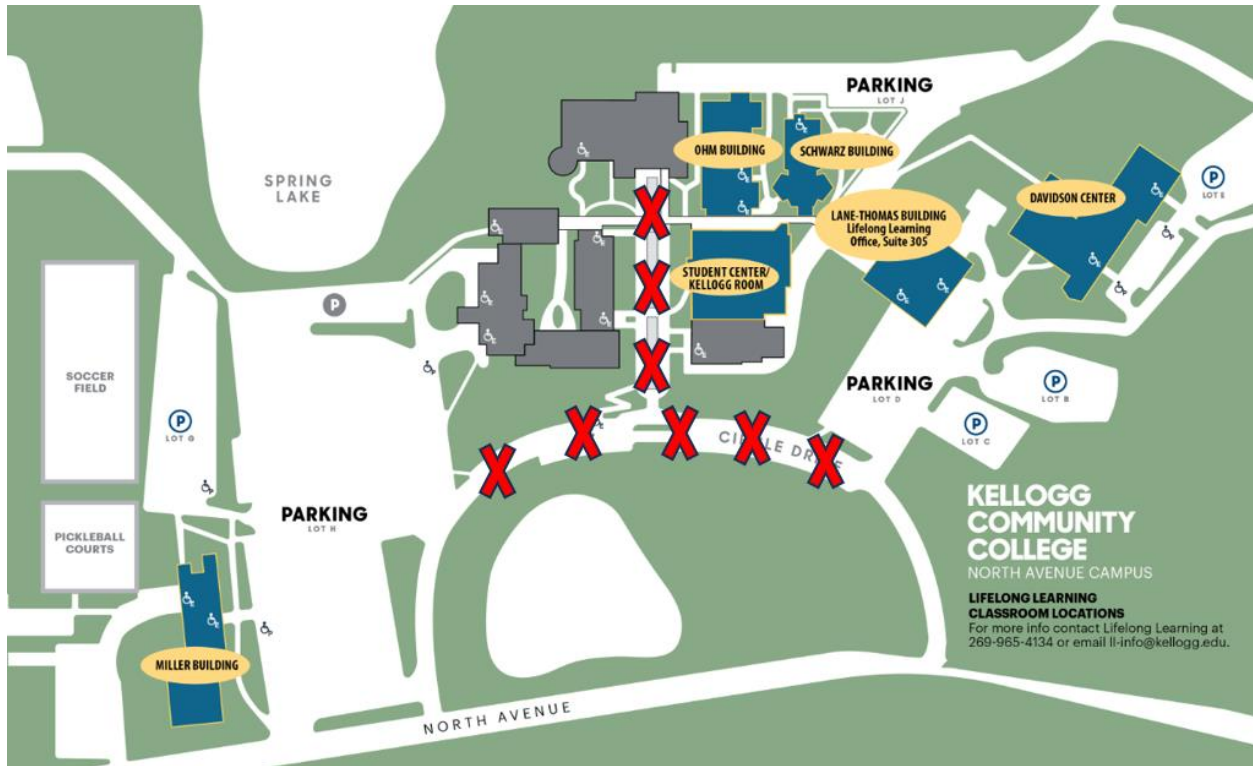 PARKING
LOT J
OHM BUILDING
SCHWARZ BUILDING
SPRING
LAKE
P
LOT E
DAVIDSON CENTER
LANE-THOMAS BUILDING
Lifelong Learning
Office, Suite 305
STUDENT CENTER/
KELLOGG ROOM
P
SOCCER
FIELD
P
LOT G
PARKING
LOT D
P
LOT B
P
LOT C
DRIVE
PARKING
LOT H
PICKLEBALL
COURTS
MILLER BUILDING
NORTH AVENUE
KELLOGG
COMMUNITY
COLLEGE
NORTH AVENUE CAMPUS
LIFELONG LEARNING
CLASSROOM LOCATIONS
For more info contact Lifelong Learning at
269-965-4134 or email ll-info@kellogg.edu.